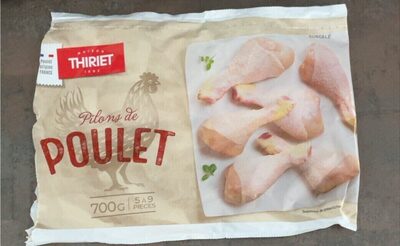 MAISON
THIRIET
1902
SURGELÉ
Pilons de
POULET
700G
5 À 9
PIÈCES